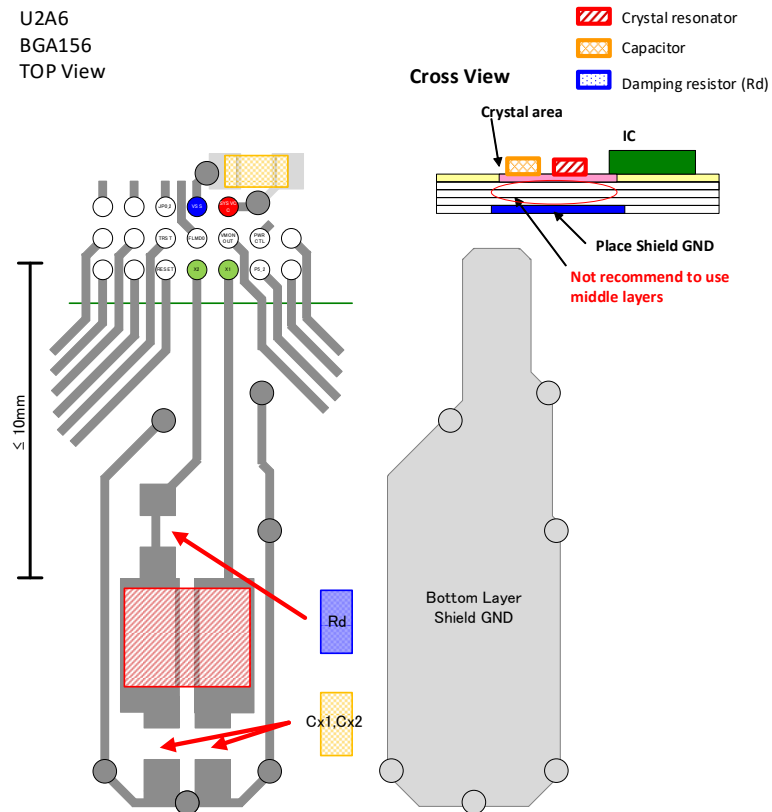 U2A6
BGA156
TOP View
Crystal resonator
Capacitor
Damping resistor (Rd)
Cross View
Crystal area
IC
Place Shield GND
Not recommend to use
middle layers
JP0_2
VSS
SYS VC
C
TRST
FLMD0
VMON
OUT
PWR
CTL
RESET
X2
X1
P5_2
≤ 10mm
Rd
Cx1,Cx2
Bottom Layer
Shield GND